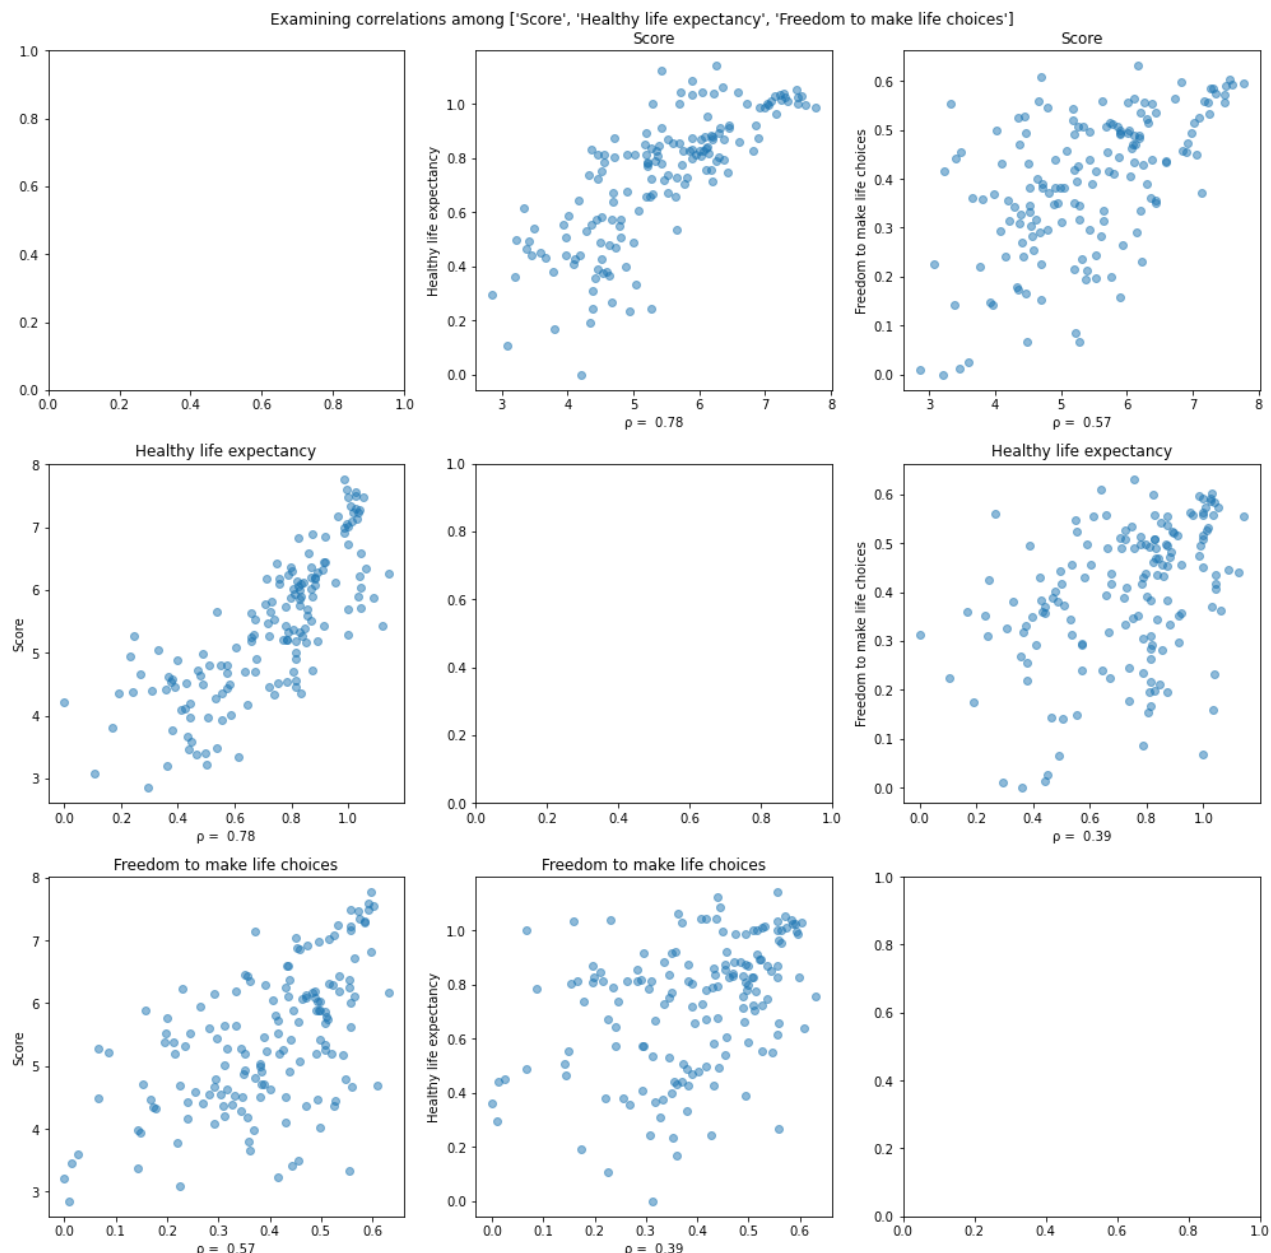 Examining correlations among ['Score', 'Healthy life expectancy', 'Freedom to make life choices']
Score
Score
1.0
0.8
0.6
0.4
0.2
0.0
0.0 0.2 0.4 0.6 0.8 1.0
Healthy life expectancy
1.0
0.8
0.6
0.4
0.2
0.0
3 4 5 6 7 8
ρ = 0.78
Freedom to make life choices
0.6
0.5
0.4
0.3
0.2
0.1
0.0
3 4 5 6 7 8
ρ = 0.57
Healthy life expectancy
Score
8
7
6
5
4
3
0.0 0.2 0.4 0.6 0.8 1.0
ρ = 0.78
1.0
0.8
0.6
0.4
0.2
0.0
0.0 0.2 0.4 0.6 0.8 1.0
Healthy life expectancy
Freedom to make life choices
0.6
0.5
0.4
0.3
0.2
0.1
0.0
0.0 0.2 0.4 0.6 0.8 1.0
ρ = 0.39
Freedom to make life choices
Score
8
7
6
5
4
3
0.0 0.1 0.2 0.3 0.4 0.5 0.6
ρ = 0.57
Freedom to make life choices
Healthy life expectancy
1.0
0.8
0.6
0.4
0.2
0.0
0.0 0.1 0.2 0.3 0.4 0.5 0.6
ρ = 0.39
1.0
0.8
0.6
0.4
0.2
0.0
0.0 0.2 0.4 0.6 0.8 1.0